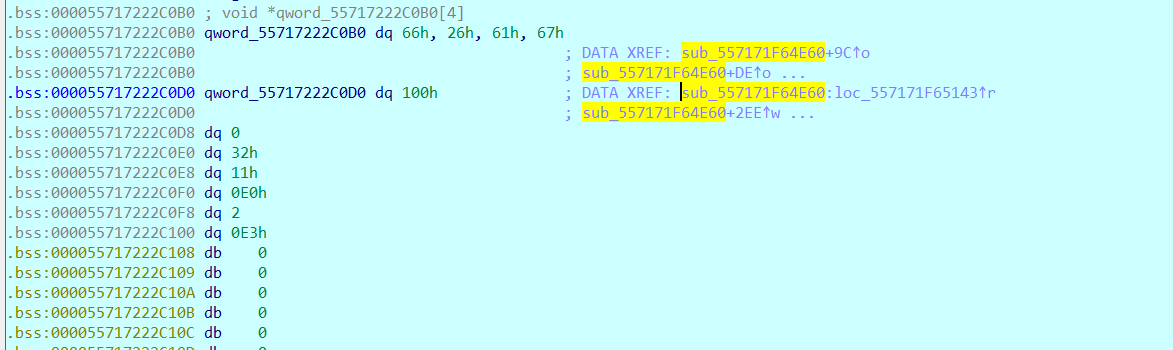 .bss:000055717222C0B0 ; void *qword_55717222C0B0[4]
.bss:000055717222C0B0 qword_55717222C0B0 dq 66h, 26h, 61h, 67h
.bss:000055717222C0B0 ; DATA XREF: sub_557171F64E60+9C↑o
.bss:000055717222C0B0 ; sub_557171F64E60+DE↑o ...
.bss:000055717222C0D0 qword_55717222C0D0 dq 100h ; DATA XREF: sub_557171F64E60:loc_557171F65143↑r
.bss:000055717222C0D0 ; sub_557171F64E60+2EE↑w ...
.bss:000055717222C0D8 dq 0
.bss:000055717222C0E0 dq 32h
.bss:000055717222C0E8 dq 11h
.bss:000055717222C0F0 dq 0E0h
.bss:000055717222C0F8 dq 2
.bss:000055717222C100 dq 0E3h
.bss:000055717222C108 db 0
.bss:000055717222C109 db 0
.bss:000055717222C10A db 0
.bss:000055717222C10B db 0
.bss:000055717222C10C db 0